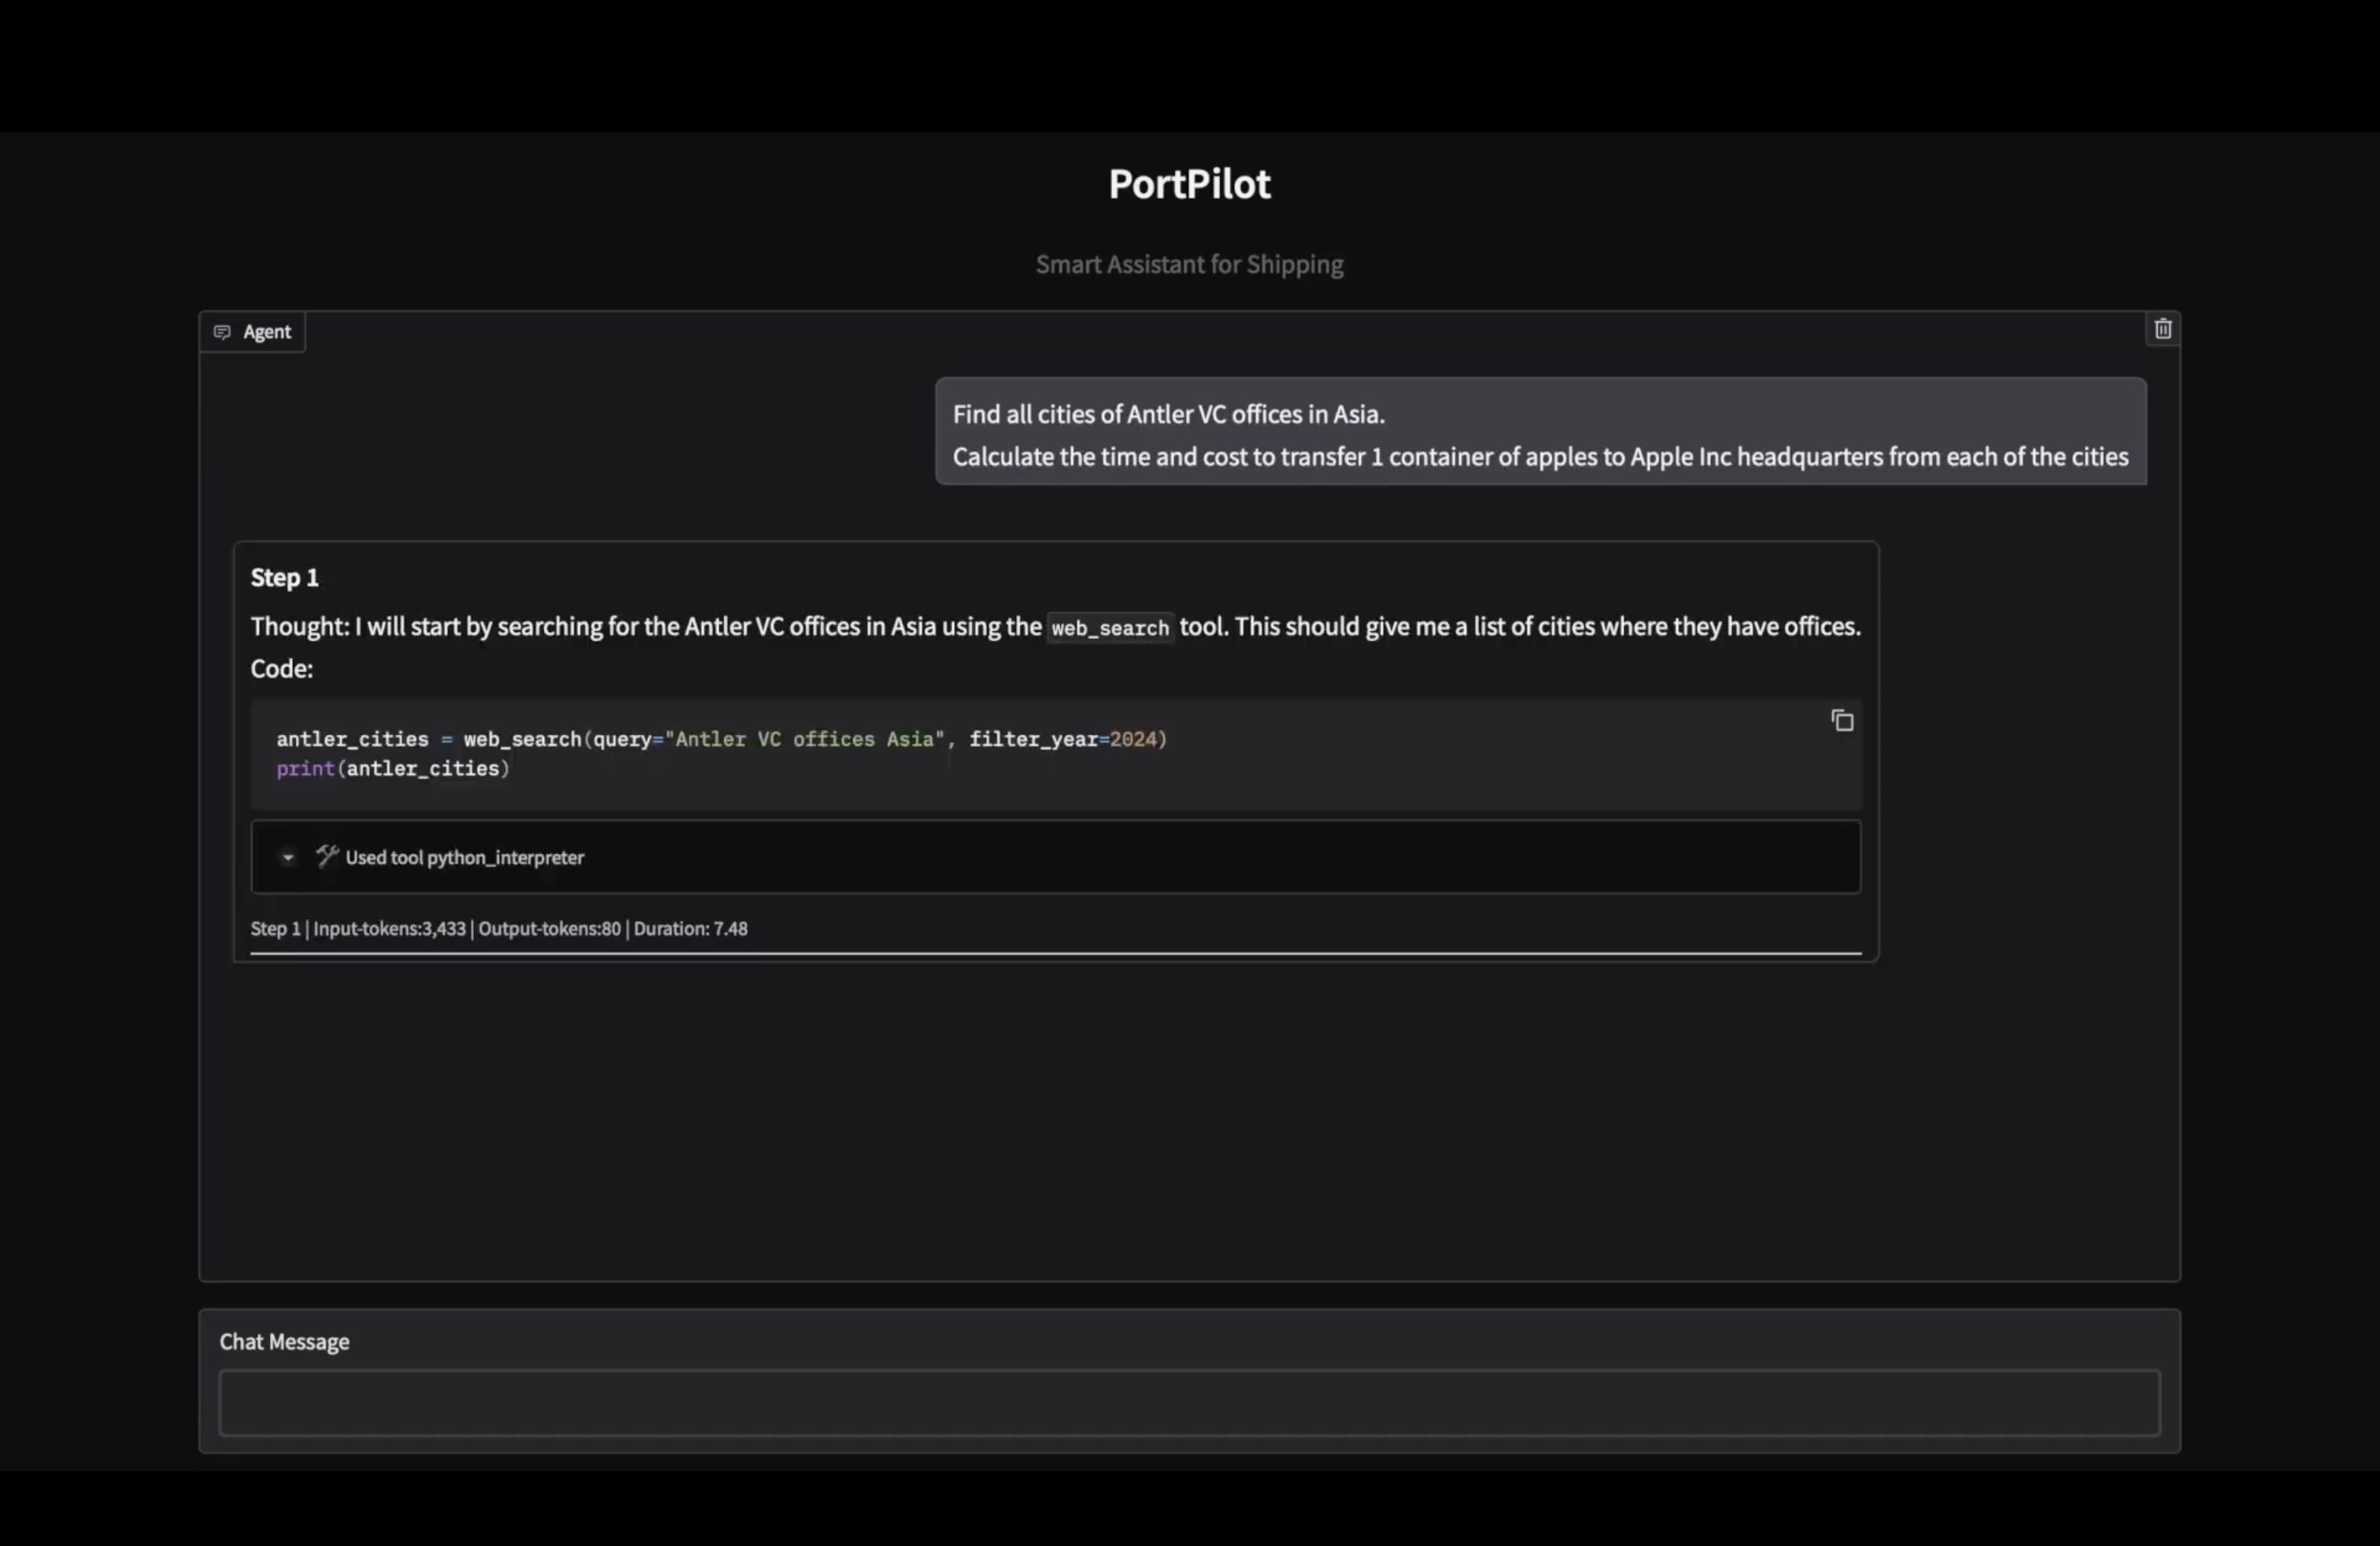 PortPilot
Smart Assistant for Shipping
Agent
Find all cities of Antler VC offices in Asia.
Calculate the time and cost to transfer 1 container of apples to Apple Inc headquarters from each of the cities
Step 1
Thought: I will start by searching for the Antler VC offices in Asia using the web_search tool. This should give me a list of cities where they have offices.
Code:
antler_cities = web_search(query="Antler VC offices Asia", filter_year=2024)
print(antler_cities)
Used tool python_interpreter
Step 1 | Input-tokens:3,433 | Output-tokens:80 | Duration: 7.48
Chat Message